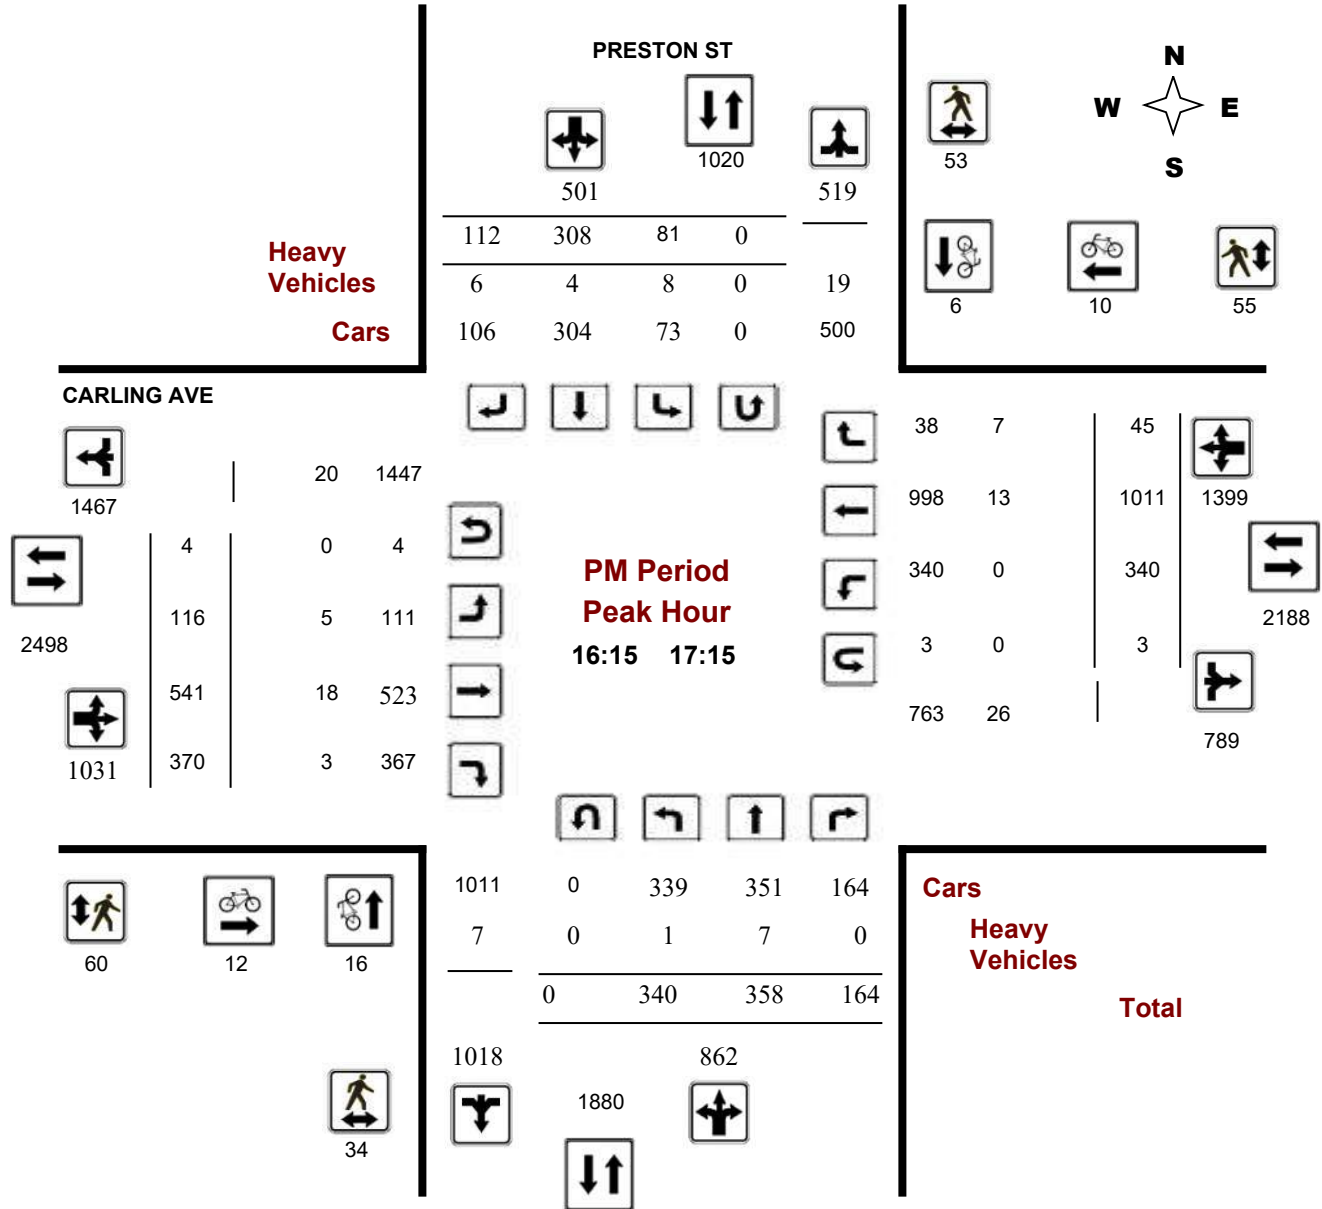 PRESTON ST
N
W E
S
1020
53
501 519
112 308 81 0
Heavy
Vehicles 6 4 8 0 19
Cars 106 304 73 0 500
6 10 55
CARLING AVE
1467
20 1447
38 7 45
1399
998 13 1011
4 0 4
340 0 340
2188
116 5 111
2498
3 0 3
541 18 523
763 26
789
1031
370 3 367
PM Period
Peak Hour
16:15 17:15
1011 0 339 351 164 Cars
7 0 1 7 0 Heavy
Vehicles
0 340 358 164 Total
60 12 16
1018 862
1880
34